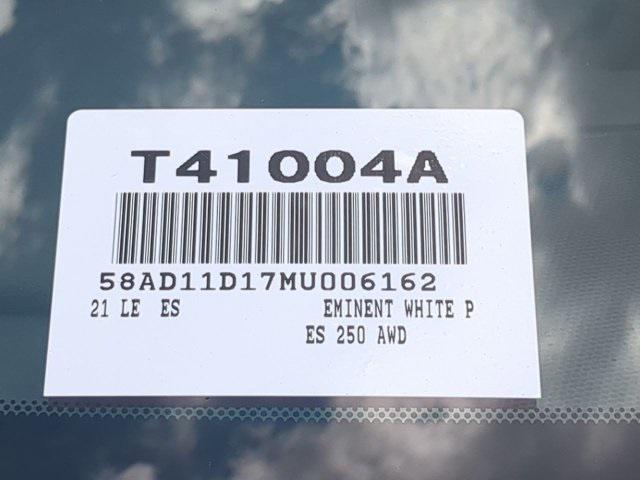 T41004A
58AD11D17MU006162
21 LE ES EMINENT WHITE P
ES 250 AWD